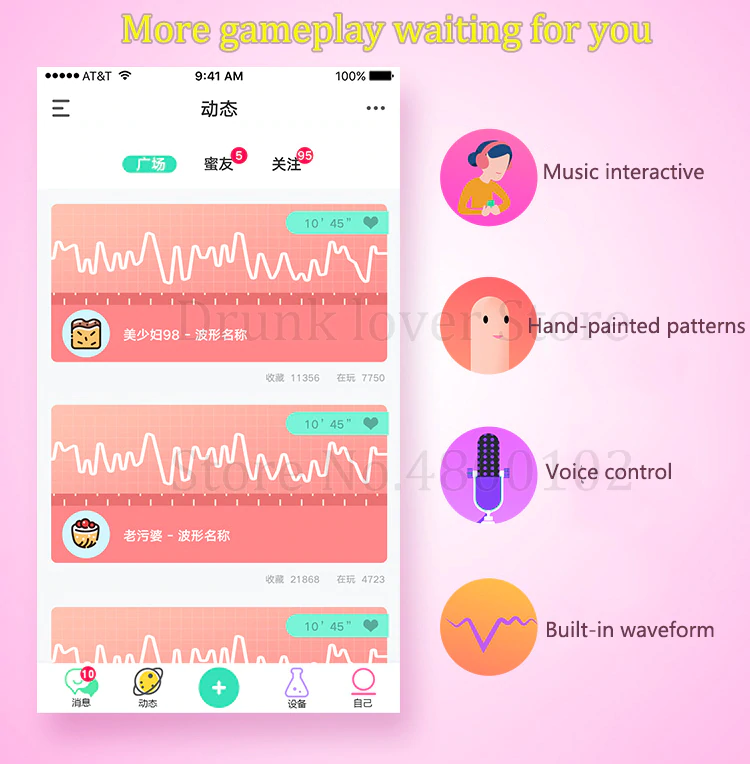 More gameplay waiting for you
AT&T 9:41 AM 100%
动态
广场 蜜友 5 关注 95
10' 45"
美少妇98 - 波形名称
收藏 11356 在玩 7750
10' 45"
老污婆 - 波形名称
收藏 21868 在玩 4723
10' 45"
10
消息 动态 设备 自己
Music interactive
Hand-painted patterns
Voice control
Built-in waveform
Drunk lover Store
Store No.4860102